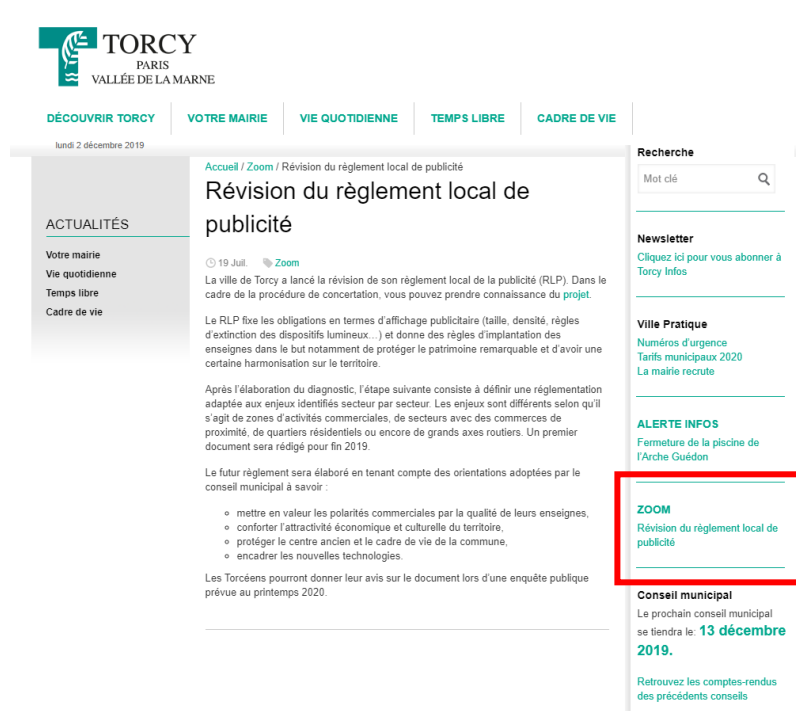 TORCY
PARIS
VALLÉE DE LA MARNE
DÉCOUVRIR TORCY
VOTRE MAIRIE
VIE QUOTIDIENNE
TEMPS LIBRE
CADRE DE VIE
lundi 2 décembre 2019
ACTUALITÉS
Votre mairie
Vie quotidienne
Temps libre
Cadre de vie
Accueil / Zoom / Révision du règlement local de publicité
Révision du règlement local de
publicité
19 Juil. Zoom
La ville de Torcy a lancé la révision de son règlement local de la publicité (RLP). Dans le
cadre de la procédure de concertation, vous pouvez prendre connaissance du projet.
Le RLP fixe les obligations en termes d'affichage publicitaire (taille, densité, règles
d'extinction des dispositifs lumineux…) et donne des règles d'implantation des
enseignes dans le but notamment de protéger le patrimoine remarquable et d'avoir une
certaine harmonisation sur le territoire.
Après l'élaboration du diagnostic, l'étape suivante consiste à définir une réglementation
adaptée aux enjeux identifiés secteur par secteur. Les enjeux sont différents selon qu'il
s'agit de zones d'activités commerciales, de secteurs avec des commerces de
proximité, de quartiers résidentiels ou encore de grands axes routiers. Un premier
document sera rédigé pour fin 2019.
Le futur règlement sera élaboré en tenant compte des orientations adoptées par le
conseil municipal à savoir :
mettre en valeur les polarités commerciales par la qualité de leurs enseignes,
conforter l'attractivité économique et culturelle du territoire,
protéger le centre ancien et le cadre de vie de la commune,
encadrer les nouvelles technologies.
Les Torcéens pourront donner leur avis sur le document lors d'une enquête publique
prévue au printemps 2020.
Recherche
Mot clé
Newsletter
Cliquez ici pour vous abonner à
Torcy Infos
Ville Pratique
Numéros d'urgence
Tarifs municipaux 2020
La mairie recrute
ALERTE INFOS
Fermeture de la piscine de
l'Arche Guédon
ZOOM
Révision du règlement local de
publicité
Conseil municipal
Le prochain conseil municipal
se tiendra le: 13 décembre
2019.
Retrouvez les comptes-rendus
des précédents conseils